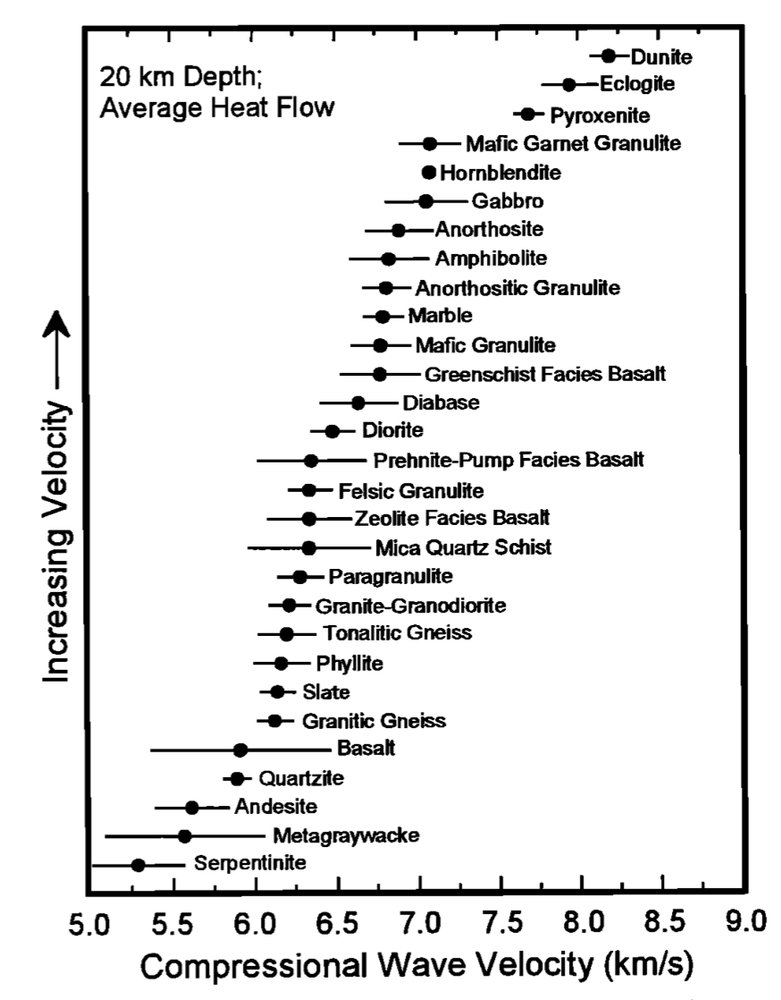 20 km Depth;
Average Heat Flow
Dunite
Eclogite
Pyroxenite
Mafic Garnet Granulite
Hornblendite
Gabbro
Anorthosite
Amphibolite
Anorthositic Granulite
Marble
Mafic Granulite
Greenschist Facies Basalt
Diabase
Diorite
Prehnite-Pump Facies Basalt
Felsic Granulite
Zeolite Facies Basalt
Mica Quartz Schist
Paragranulite
Granite-Granodiorite
Tonalitic Gneiss
Phyllite
Slate
Granitic Gneiss
Basalt
Quartzite
Andesite
Metagraywacke
Serpentinite
Increasing Velocity
5.0 5.5 6.0 6.5 7.0 7.5 8.0 8.5 9.0
Compressional Wave Velocity (km/s)